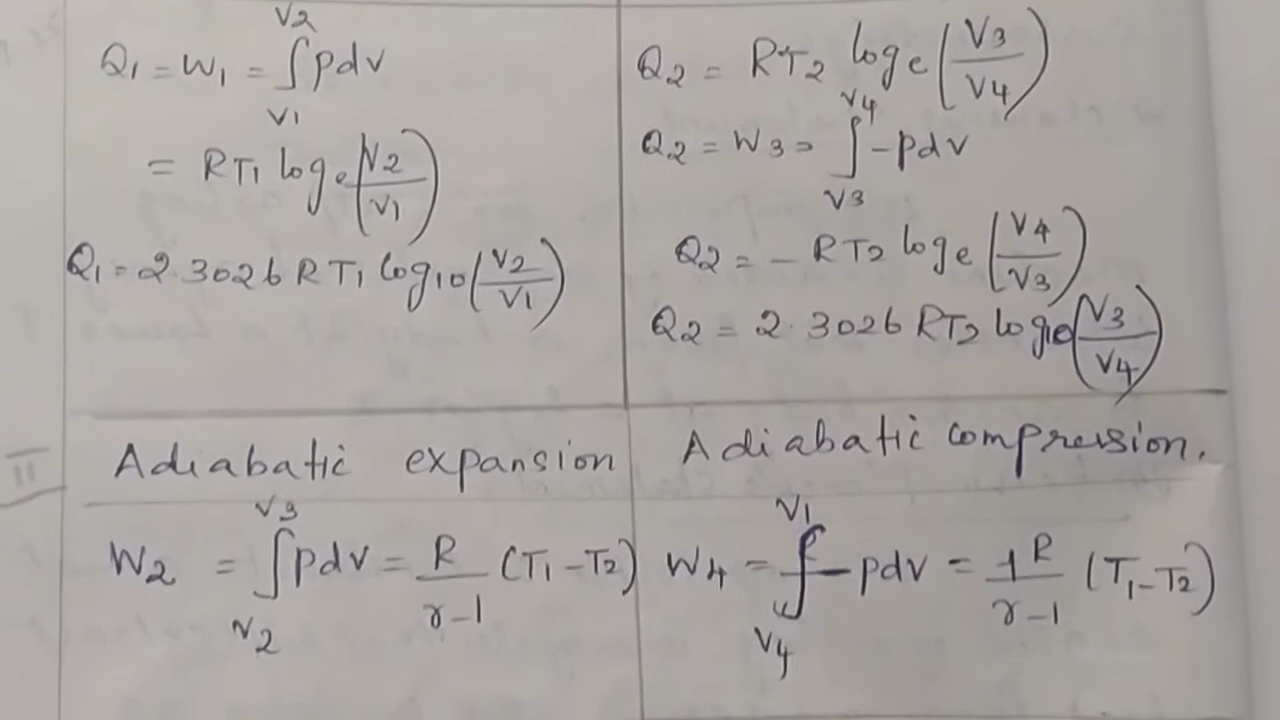 Q1 = W1 = ∫_{V1}^{V2} pdv
= RT1 loge(V2/V1)
Q1 = 2.3026 RT1 log10(V2/V1)
Q2 = RT2 loge(V3/V4)
Q2 = W3 = ∫_{V3}^{V4} -pdv
Q2 = - RT2 loge(V4/V3)
Q2 = 2.3026 RT2 log10(V3/V4)
II
Adiabatic expansion
W2 = ∫_{V2}^{V3} pdv = R/γ-1 (T1-T2)
Adiabatic compression.
W4 = ∫_{V4}^{V1} -pdv = R/γ-1 (T1-T2)